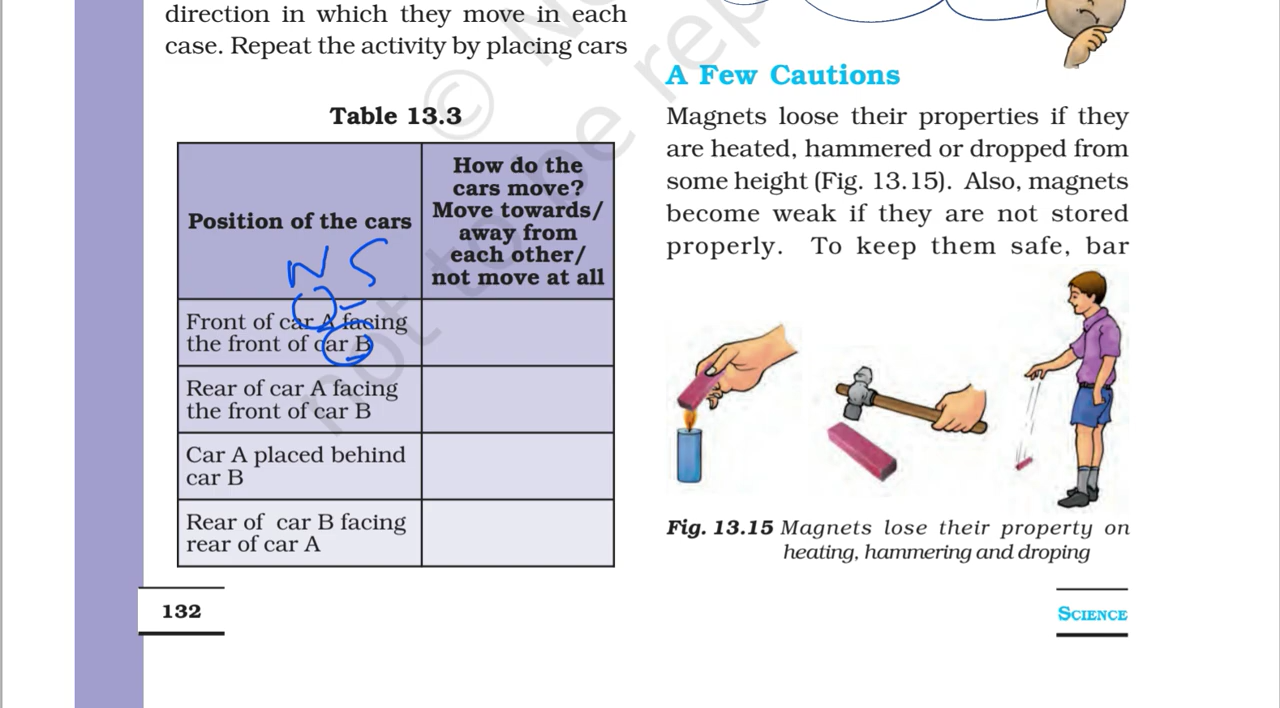 direction in which they move in each
case. Repeat the activity by placing cars
Table 13.3
Position of the cars
How do the
cars move?
Move towards/
away from
each other/
not move at all
N S
Front of car A facing
the front of car B
Rear of car A facing
the front of car B
Car A placed behind
car B
Rear of car B facing
rear of car A
132
A Few Cautions
Magnets loose their properties if they
are heated, hammered or dropped from
some height (Fig. 13.15). Also, magnets
become weak if they are not stored
properly. To keep them safe, bar
Fig. 13.15 Magnets lose their property on
heating, hammering and droping
SCIENCE
© N
not to be rep